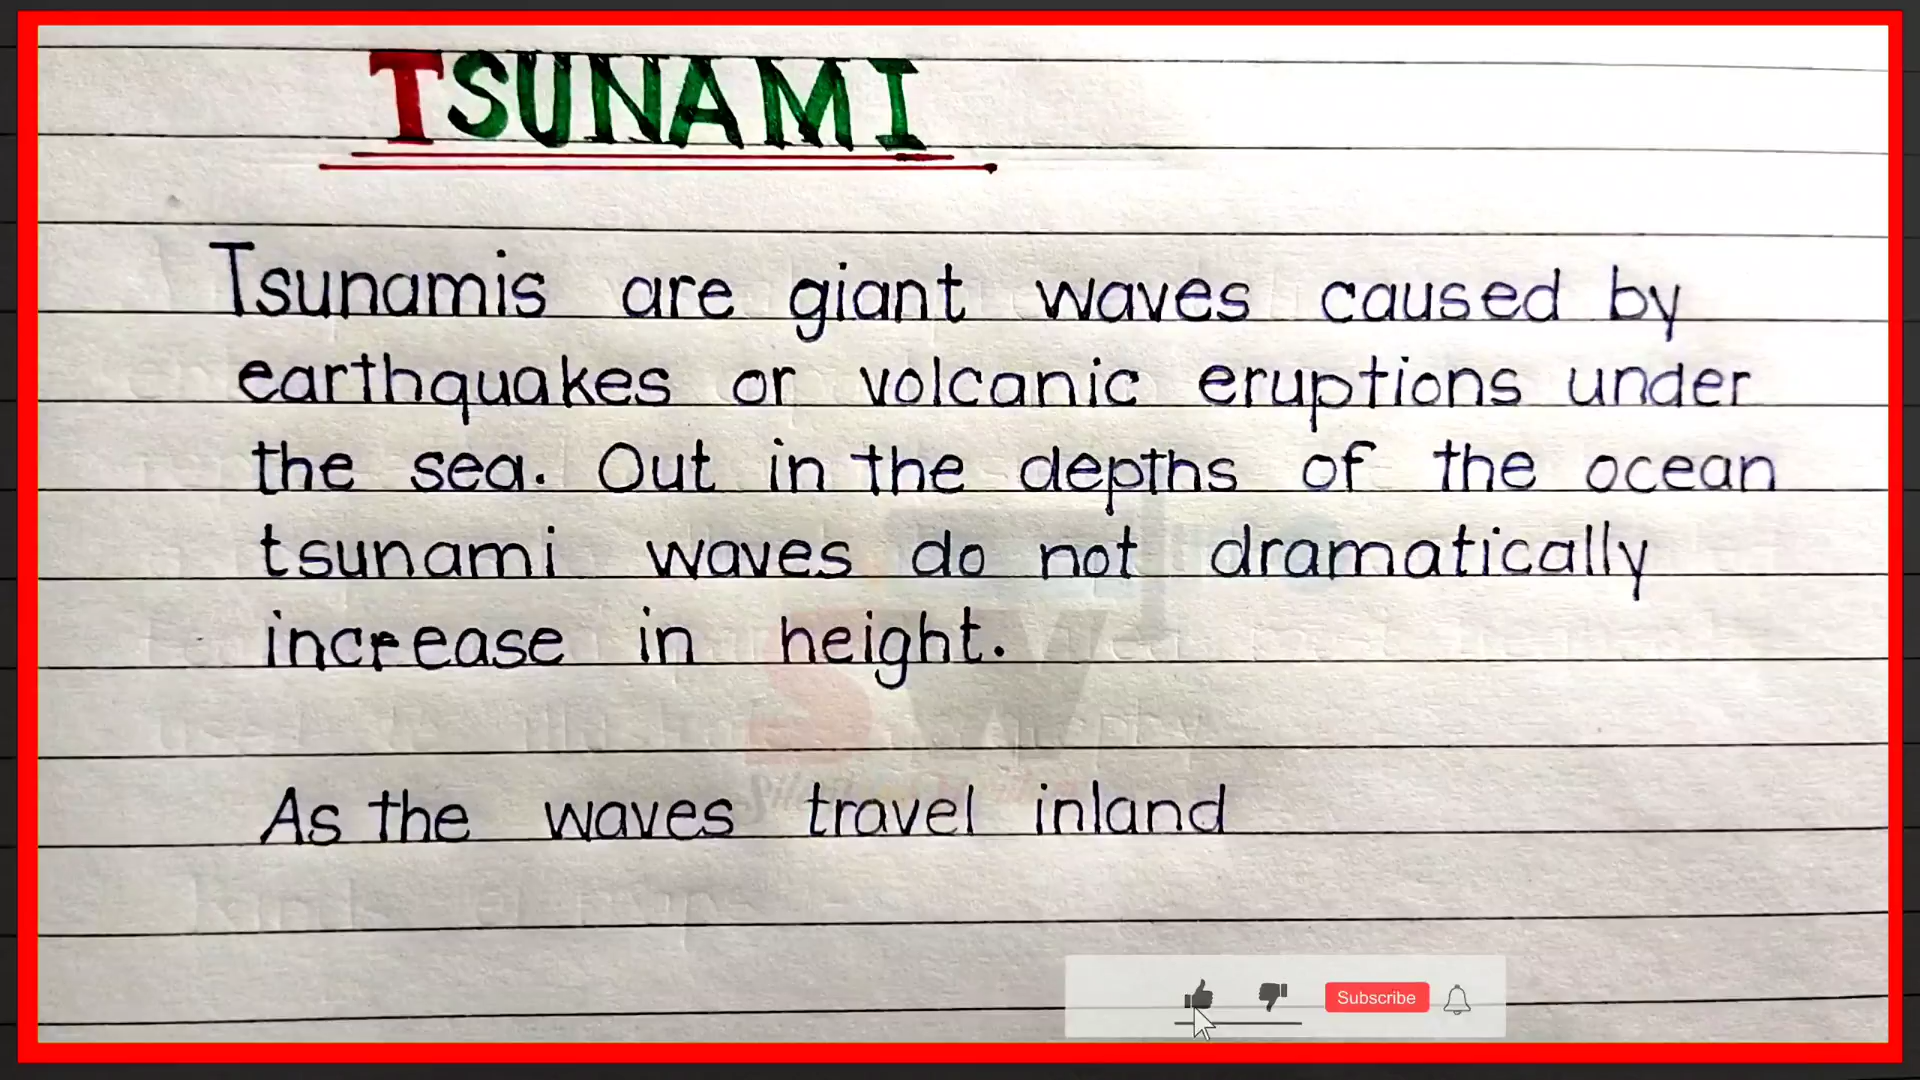 TSUNAMI
Tsunamis are giant waves caused by
earthquakes or volcanic eruptions under
the sea. Out in the depths of the ocean
tsunami waves do not dramatically
increase in height.
As the waves travel inland
Subscribe